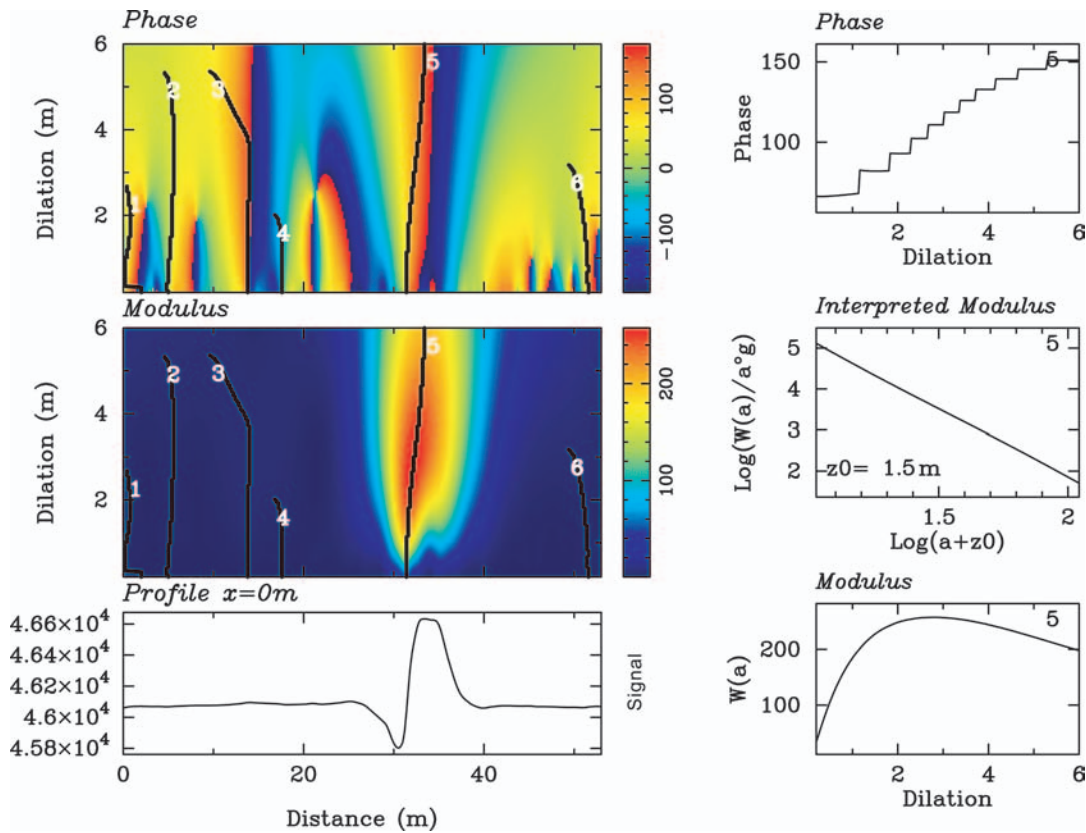 Phase
6
4
2
Dilation (m)
1
2
3
4
5
6
100
0
−100
Modulus
6
4
2
Dilation (m)
1
2
3
4
5
6
200
100
Profile x=0m
4.66×10⁴
4.64×10⁴
4.62×10⁴
4.6×10⁴
4.58×10⁴
0
20
40
Distance (m)
Signal
Phase
150
100
Phase
5
2
4
6
Dilation
Interpreted Modulus
5
4
3
2
Log(W(a)/a°g)
5
z0= 1.5m
1.5
2
Log(a+z0)
Modulus
200
100
W(a)
5
2
4
6
Dilation